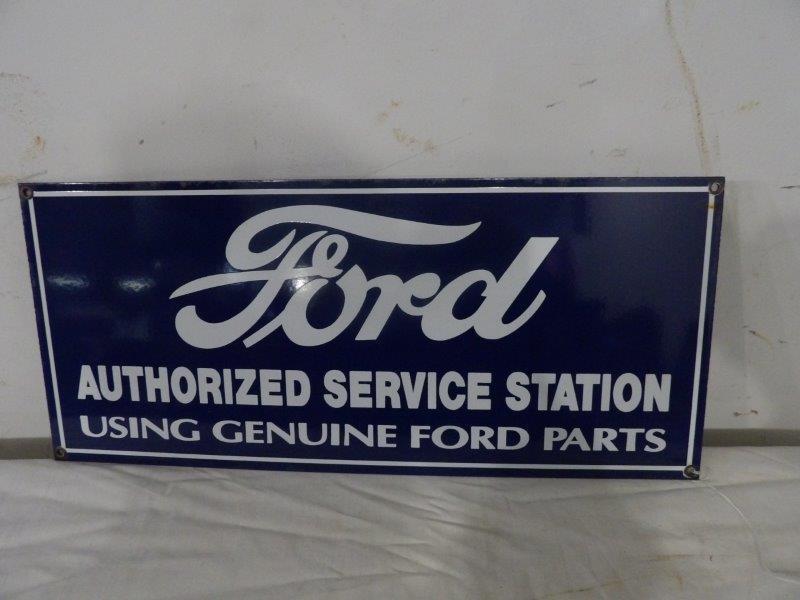 Ford
AUTHORIZED SERVICE STATION
USING GENUINE FORD PARTS